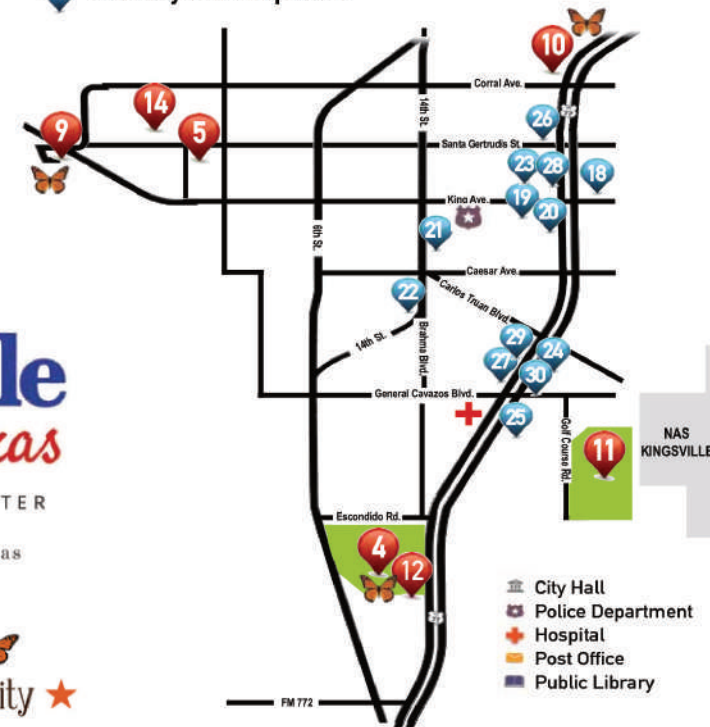 10
Corral Ave.
14
14th St.
9
5
26
Santa Gertrudis St.
23
28
18
King Ave.
19
20
21
6th St.
Caesar Ave.
22
Carlos Truan Blvd.
14th St.
Brahma Blvd.
29
24
27
30
General Cavazos Blvd.
25
Golf Course Rd.
11
NAS
KINGSVILLE
le
xas
TER
as
Escondido Rd.
4
12
City Hall
Police Department
Hospital
Post Office
Public Library
ity
FM 772